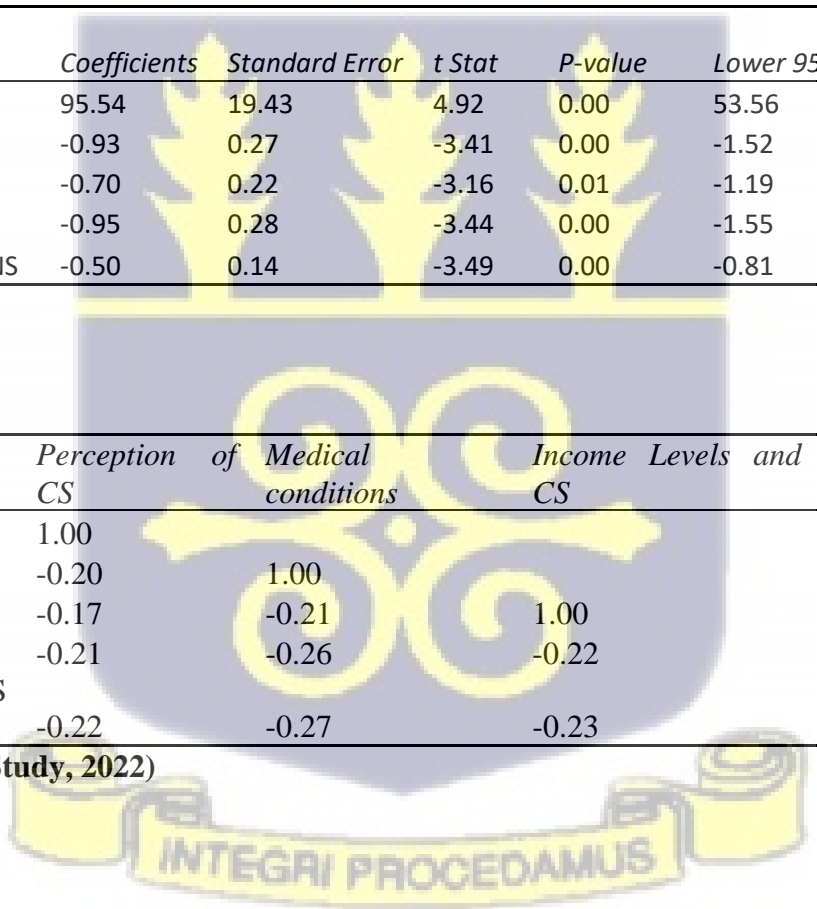 Coefficients Standard Error t Stat P-value Lower 95
95.54 19.43 4.92 0.00 53.56
-0.93 0.27 -3.41 0.00 -1.52
-0.70 0.22 -3.16 0.01 -1.19
-0.95 0.28 -3.44 0.00 -1.55
NS -0.50 0.14 -3.49 0.00 -0.81
Perception of Medical Income Levels and
CS conditions CS
1.00
-0.20 1.00
-0.17 -0.21 1.00
-0.21 -0.26 -0.22
S
-0.22 -0.27 -0.23
Study, 2022)
INTEGRI PROCEDAMUS